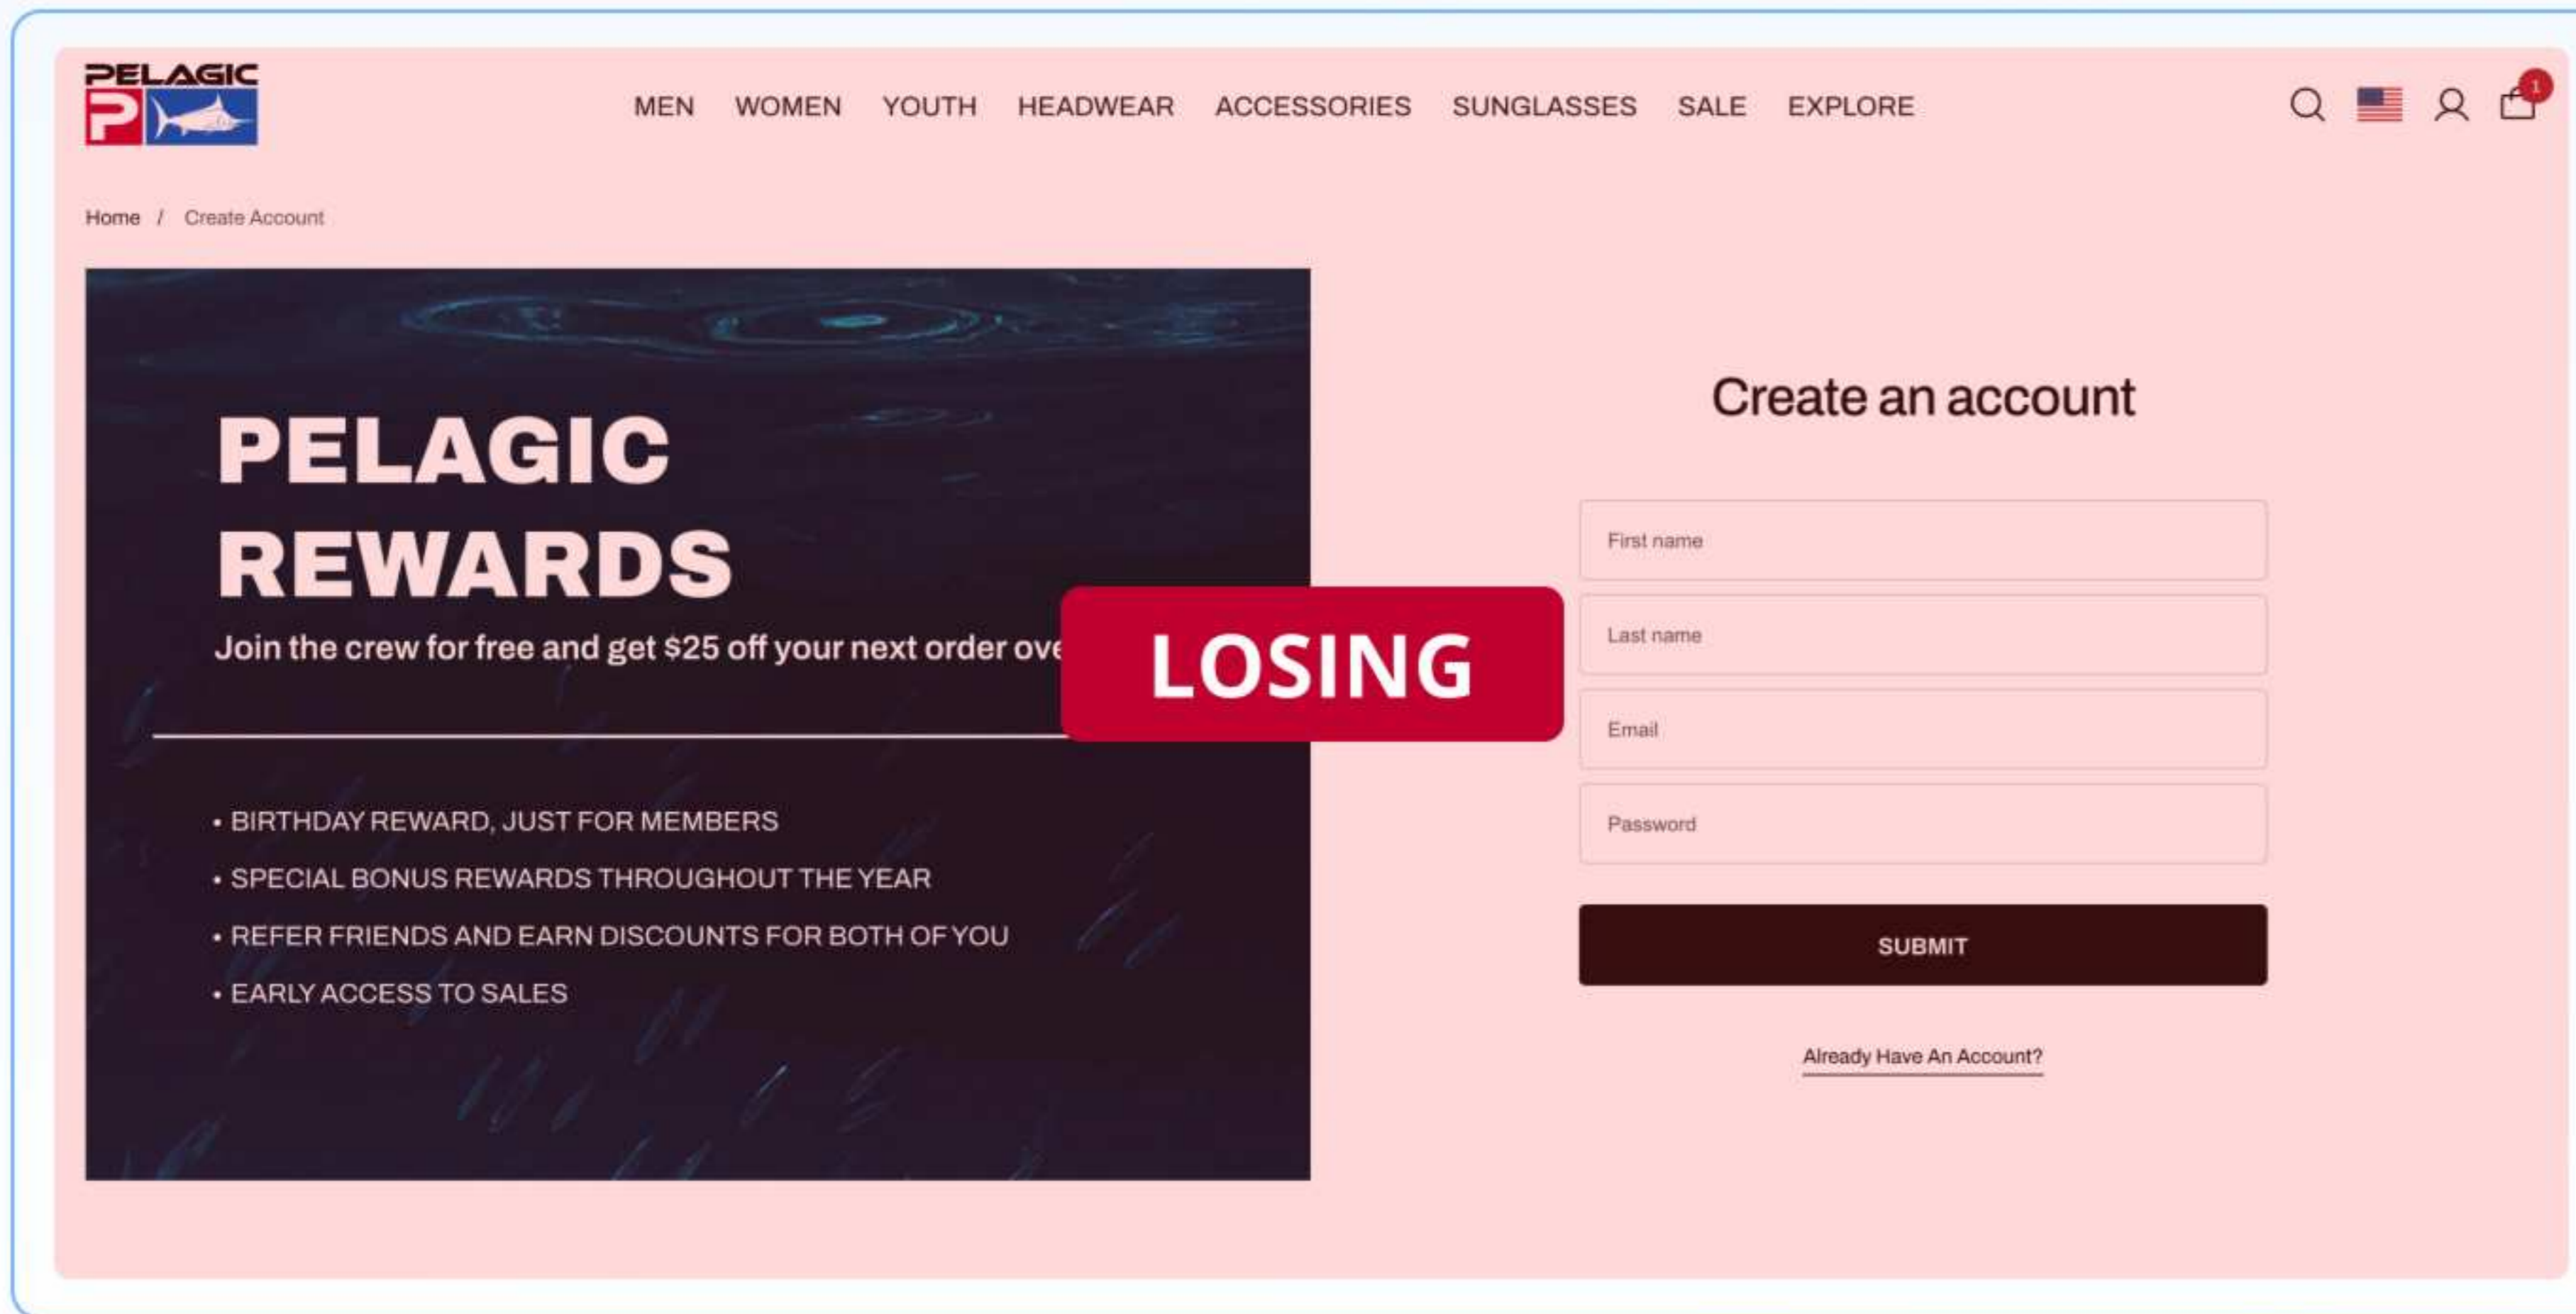 PELAGIC
P
MEN WOMEN YOUTH HEADWEAR ACCESSORIES SUNGLASSES SALE EXPLORE
1
Home / Create Account
PELAGIC
REWARDS
Join the crew for free and get $25 off your next order
LOSING
• BIRTHDAY REWARD, JUST FOR MEMBERS
• SPECIAL BONUS REWARDS THROUGHOUT THE YEAR
• REFER FRIENDS AND EARN DISCOUNTS FOR BOTH OF YOU
• EARLY ACCESS TO SALES
Create an account
First name
Last name
Email
Password
SUBMIT
Already Have An Account?